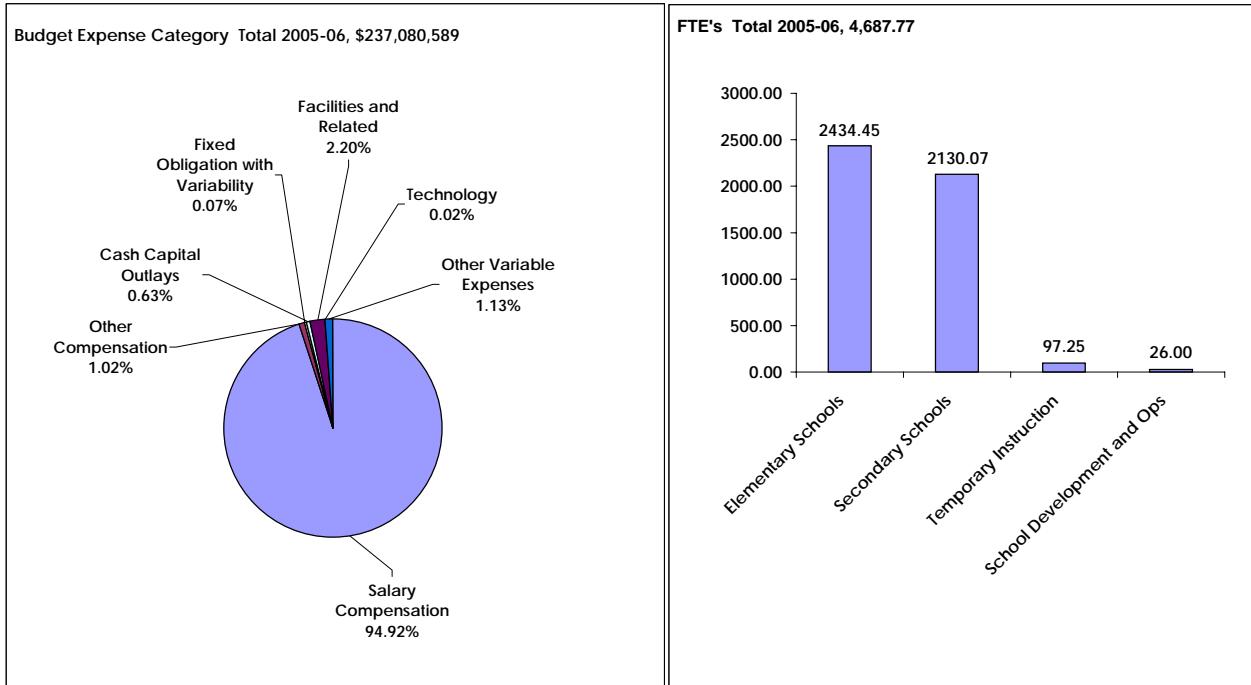 Budget Expense Category Total 2005-06, $237,080,589
Facilities and
Related
2.20%
Fixed
Obligation with
Variability
0.07%
Technology
0.02%
Cash Capital
Outlays
0.63%
Other Variable
Expenses
1.13%
Other
Compensation
1.02%
Salary
Compensation
94.92%
FTE's Total 2005-06, 4,687.77
3000.00
2500.00
2000.00
1500.00
1000.00
500.00
0.00
2434.45
2130.07
97.25
26.00
Elementary Schools
Secondary Schools
Temporary Instruction
School Development and Ops